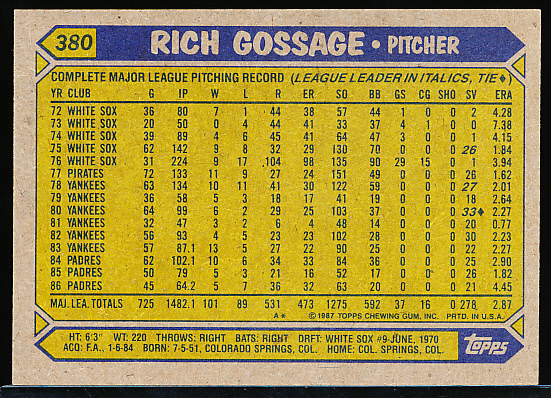 380 RICH GOSSAGE • PITCHER
COMPLETE MAJOR LEAGUE PITCHING RECORD (LEAGUE LEADER IN ITALICS, TIE♦)
YR CLUB G IP W L R ER SO BB GS CG SHO SV ERA
72 WHITE SOX 36 80 7 1 44 38 57 44 1 0 0 2 4.28
73 WHITE SOX 20 50 0 4 44 41 33 37 4 1 0 0 7.38
74 WHITE SOX 39 89 4 6 45 41 64 47 3 0 0 1 4.15
75 WHITE SOX 62 142 9 8 32 29 130 70 0 0 0 26 1.84
76 WHITE SOX 31 224 9 17 104 98 135 90 29 15 0 1 3.94
77 PIRATES 72 133 11 9 27 24 151 49 0 0 0 26 1.62
78 YANKEES 63 134 10 11 41 30 122 59 0 0 0 27 2.01
79 YANKEES 36 58 5 3 18 17 41 19 0 0 0 18 2.64
80 YANKEES 64 99 6 2 29 25 103 37 0 0 0 33♦ 2.27
81 YANKEES 32 47 3 2 6 4 48 14 0 0 0 20 0.77
82 YANKEES 56 93 4 5 23 23 102 28 0 0 0 30 2.23
83 YANKEES 57 87.1 13 5 27 22 90 25 0 0 0 22 2.27
84 PADRES 62 102.1 10 6 34 33 84 36 0 0 0 25 2.90
85 PADRES 50 79 5 3 21 16 52 17 0 0 0 26 1.82
86 PADRES 45 64.2 5 7 36 32 63 20 0 0 0 21 4.45
MAJ. LEA. TOTALS 725 1482.1 101 89 531 473 1275 592 37 16 0 278 2.87
A* ©1987 TOPPS CHEWING GUM, INC. PRTD. IN U.S.A.
HT: 6'3" WT: 220 THROWS: RIGHT BATS: RIGHT DRFT: WHITE SOX #9-JUNE, 1970
ACQ: F.A., 1-6-84 BORN: 7-5-51, COLORADO SPRINGS, COL. HOME: COL. SPRINGS, COL.
TOPPS